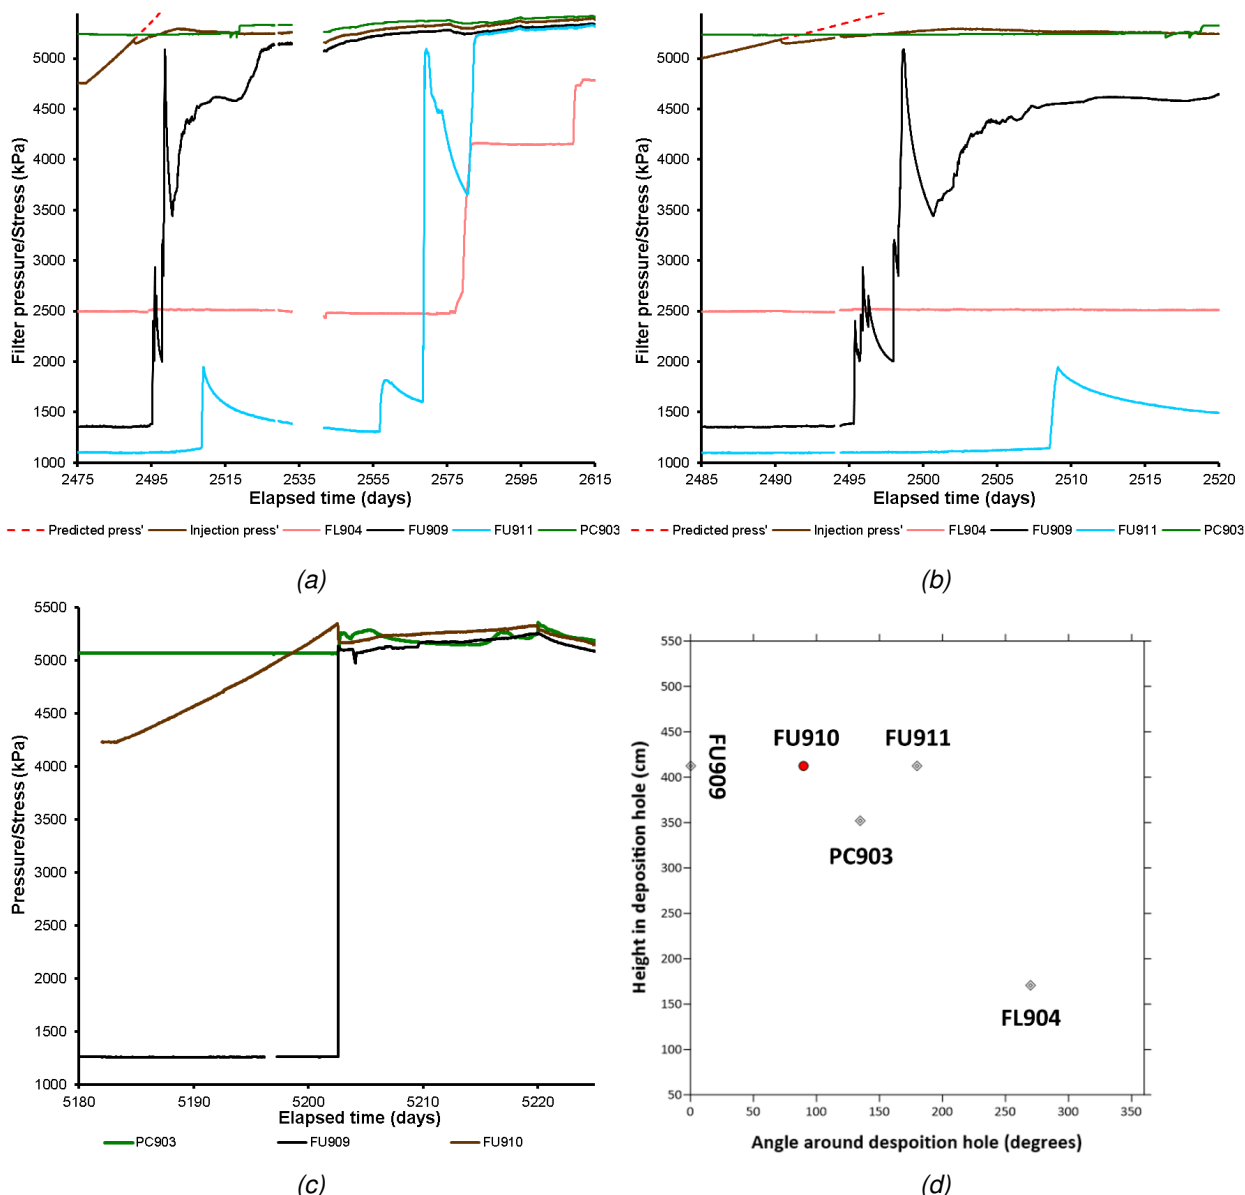 Filter pressure/Stress (kPa)
5000
4500
4000
3500
3000
2500
2000
1500
1000
2475 2495 2515 2535 2555 2575 2595 2615
Elapsed time (days)
Predicted press' Injection press' FL904 FU909 FU911 PC903
(a)
Filter pressure/Stress (kPa)
5000
4500
4000
3500
3000
2500
2000
1500
1000
2485 2490 2495 2500 2505 2510 2515 2520
Elapsed time (days)
Predicted press' Injection press' FL904 FU909 FU911 PC903
(b)
Pressure/Stress (kPa)
5500
5000
4500
4000
3500
3000
2500
2000
1500
1000
5180 5190 5200 5210 5220
Elapsed time (days)
PC903 FU909 FU910
(c)
Height in deposition hole (cm)
550
500
450
400
350
300
250
200
150
100
50
FU909
FU910 FU911
PC903
FL904
0 50 100 150 200 250 300 350
Angle around despoition hole (degrees)
(d)